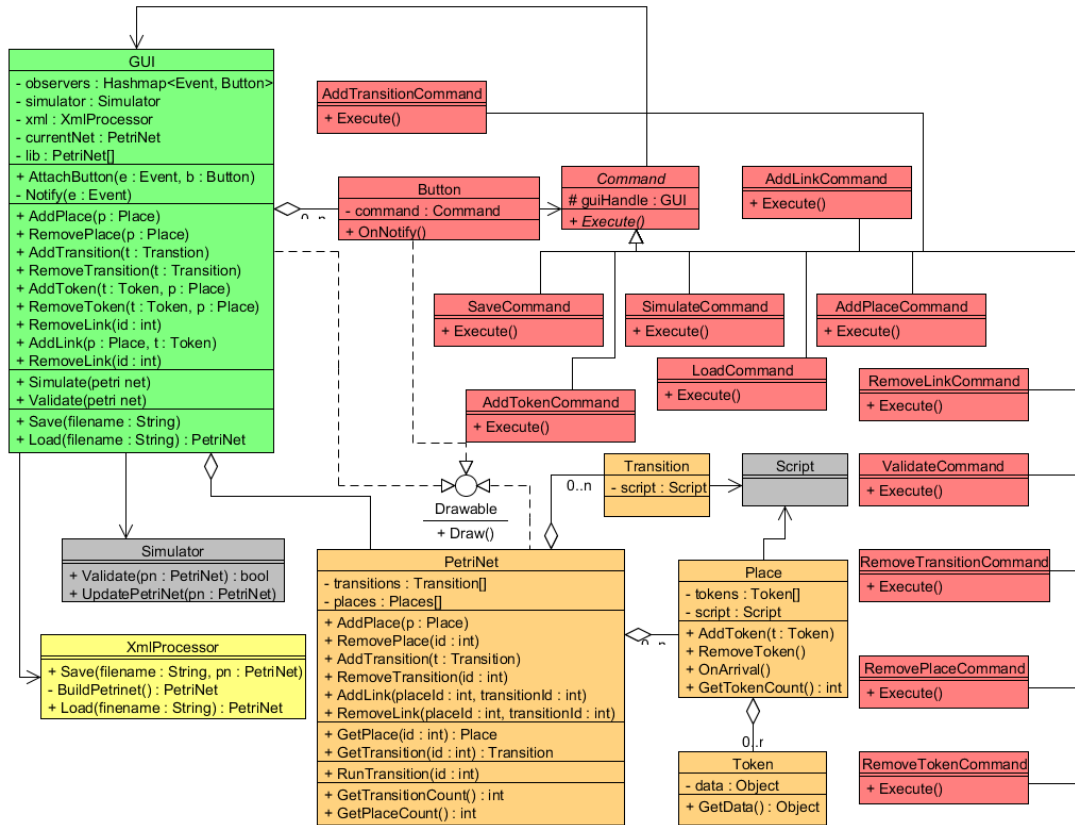 GUI
- observers : Hashmap<Event, Button>
- simulator : Simulator
- xml : XmlProcessor
- currentNet : PetriNet
- lib : PetriNet[]
+ AttachButton(e : Event, b : Button)
- Notify(e : Event)
+ AddPlace(p : Place)
+ RemovePlace(p : Place)
+ AddTransition(t : Transtion)
+ RemoveTransition(t : Transition)
+ AddToken(t : Token, p : Place)
+ RemoveToken(t : Token, p : Place)
+ RemoveLink(id : int)
+ AddLink(p : Place, t : Token)
+ RemoveLink(id : int)
+ Simulate(petri net)
+ Validate(petri net)
+ Save(filename : String)
+ Load(filename : String) : PetriNet
AddTransitionCommand
+ Execute()
0..n
Button
- command : Command
+ OnNotify()
Command
# guiHandle : GUI
+ Execute()
AddLinkCommand
+ Execute()
SaveCommand
+ Execute()
SimulateCommand
+ Execute()
AddPlaceCommand
+ Execute()
LoadCommand
+ Execute()
AddTokenCommand
+ Execute()
RemoveLinkCommand
+ Execute()
ValidateCommand
+ Execute()
RemoveTransitionCommand
+ Execute()
RemovePlaceCommand
+ Execute()
RemoveTokenCommand
+ Execute()
Drawable
+ Draw()
0..n
Transition
- script : Script
Script
Simulator
+ Validate(pn : PetriNet) : bool
+ UpdatePetriNet(pn : PetriNet)
XmlProcessor
+ Save(filename : String, pn : PetriNet)
- BuildPetrinet() : PetriNet
+ Load(finename : String) : PetriNet
PetriNet
- transitions : Transition[]
- places : Places[]
+ AddPlace(p : Place)
+ RemovePlace(id : int)
+ AddTransition(t : Transition)
+ RemoveTransition(id : int)
+ AddLink(placeId : int, transitionId : int)
+ RemoveLink(placeId : int, transitionId : int)
+ GetPlace(id : int) : Place
+ GetTransition(id : int) : Transition
+ RunTransition(id : int)
+ GetTransitionCount() : int
+ GetPlaceCount() : int
0..n
Place
- tokens : Token[]
- script : Script
+ AddToken(t : Token)
+ RemoveToken()
+ OnArrival()
+ GetTokenCount() : int
0..r
Token
- data : Object
+ GetData() : Object